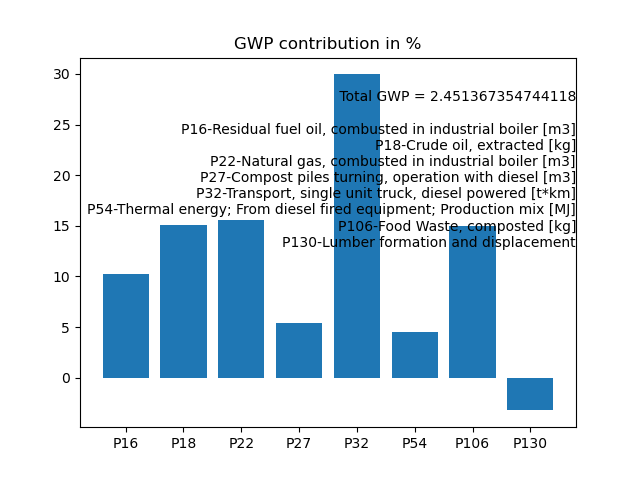 GWP contribution in %
30
25
20
15
10
5
0
Total GWP = 2.451367354744118
P16-Residual fuel oil, combusted in industrial boiler [m3]
P18-Crude oil, extracted [kg]
P22-Natural gas, combusted in industrial boiler [m3]
P27-Compost piles turning, operation with diesel [m3]
P32-Transport, single unit truck, diesel powered [t*km]
P54-Thermal energy; From diesel fired equipment; Production mix [MJ]
P106-Food Waste, composted [kg]
P130-Lumber formation and displacement
P16 P18 P22 P27 P32 P54 P106 P130